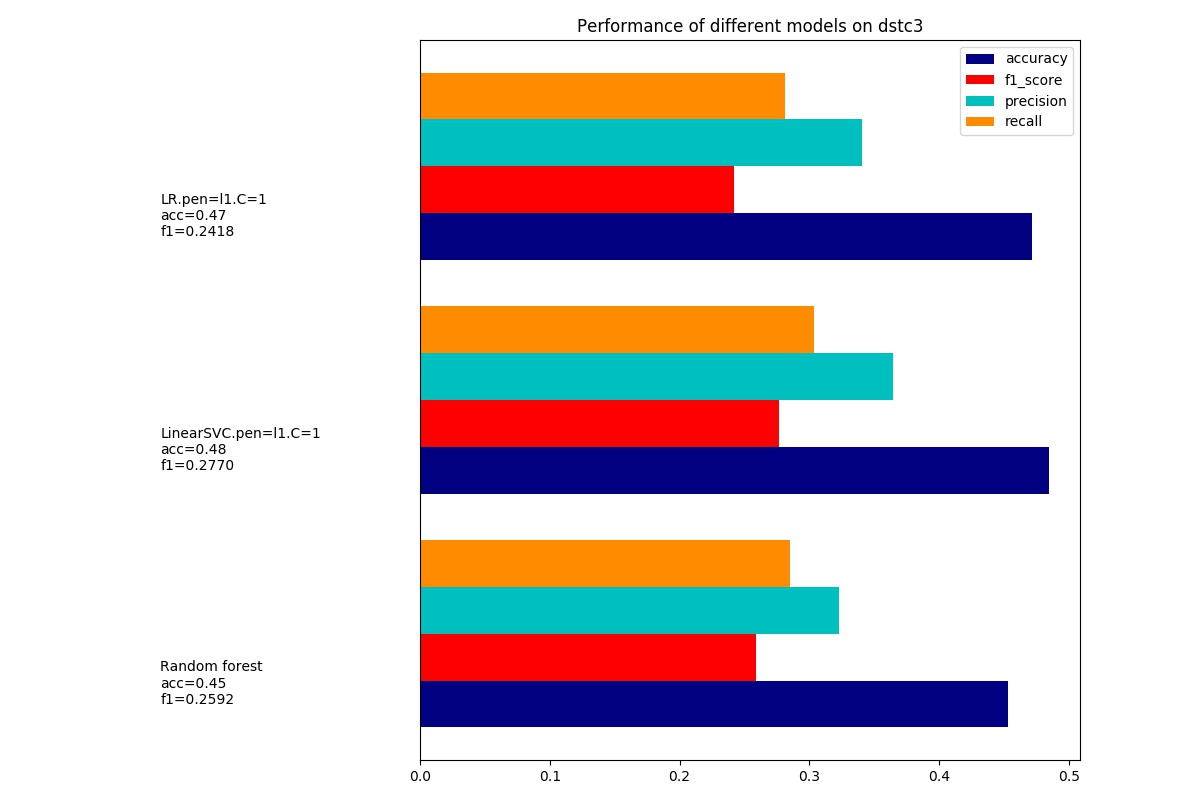 Performance of different models on dstc3
accuracy
f1_score
precision
recall
LR.pen=l1.C=1
acc=0.47
f1=0.2418
LinearSVC.pen=l1.C=1
acc=0.48
f1=0.2770
Random forest
acc=0.45
f1=0.2592
0.0 0.1 0.2 0.3 0.4 0.5